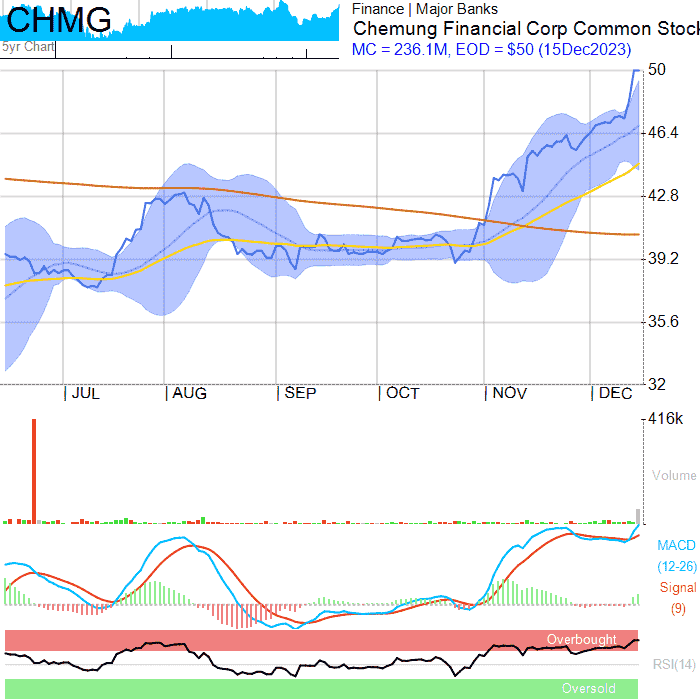 CHMG
5yr Chart
Finance | Major Banks
Chemung Financial Corp Common Stock
MC = 236.1M, EOD = $50 (15Dec2023)
50
46.4
42.8
39.2
35.6
32
JUL AUG SEP OCT NOV DEC
416k
Volume
MACD
(12-26)
Signal
(9)
Overbought
RSI(14)
Oversold